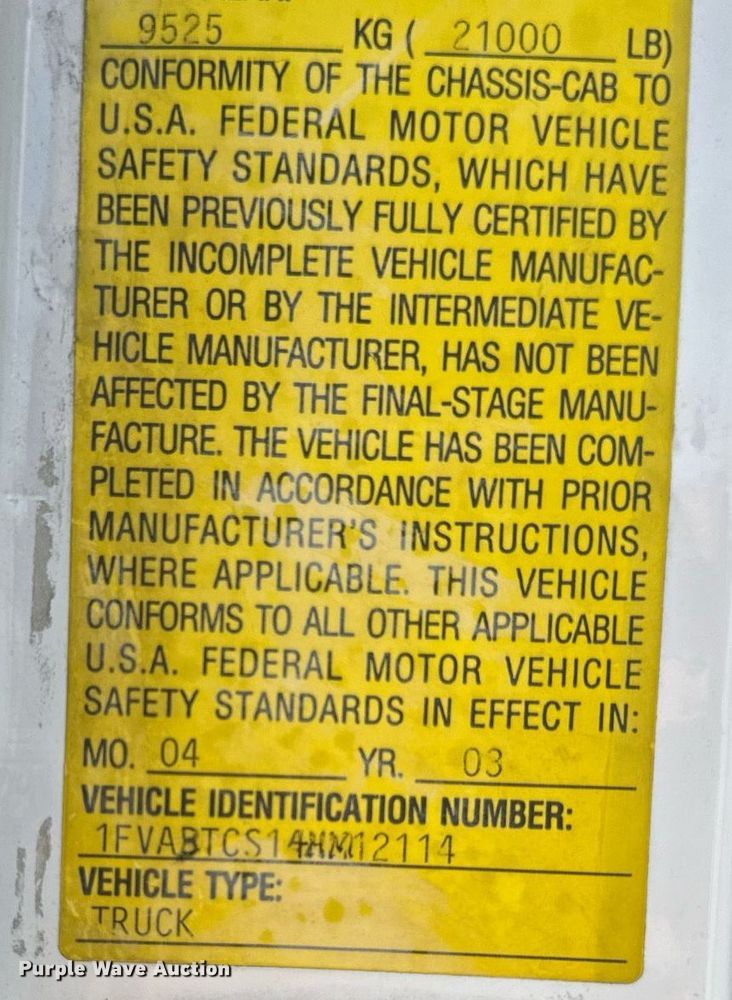 9525 KG ( 21000 LB)
CONFORMITY OF THE CHASSIS-CAB TO
U.S.A. FEDERAL MOTOR VEHICLE
SAFETY STANDARDS, WHICH HAVE
BEEN PREVIOUSLY FULLY CERTIFIED BY
THE INCOMPLETE VEHICLE MANUFAC-
TURER OR BY THE INTERMEDIATE VE-
HICLE MANUFACTURER, HAS NOT BEEN
AFFECTED BY THE FINAL-STAGE MANU-
FACTURE. THE VEHICLE HAS BEEN COM-
PLETED IN ACCORDANCE WITH PRIOR
MANUFACTURER'S INSTRUCTIONS,
WHERE APPLICABLE. THIS VEHICLE
CONFORMS TO ALL OTHER APPLICABLE
U.S.A. FEDERAL MOTOR VEHICLE
SAFETY STANDARDS IN EFFECT IN:
MO. 04 YR. 03
VEHICLE IDENTIFICATION NUMBER:
1FVABTCS14HM12114
VEHICLE TYPE:
TRUCK
Purple Wave Auction